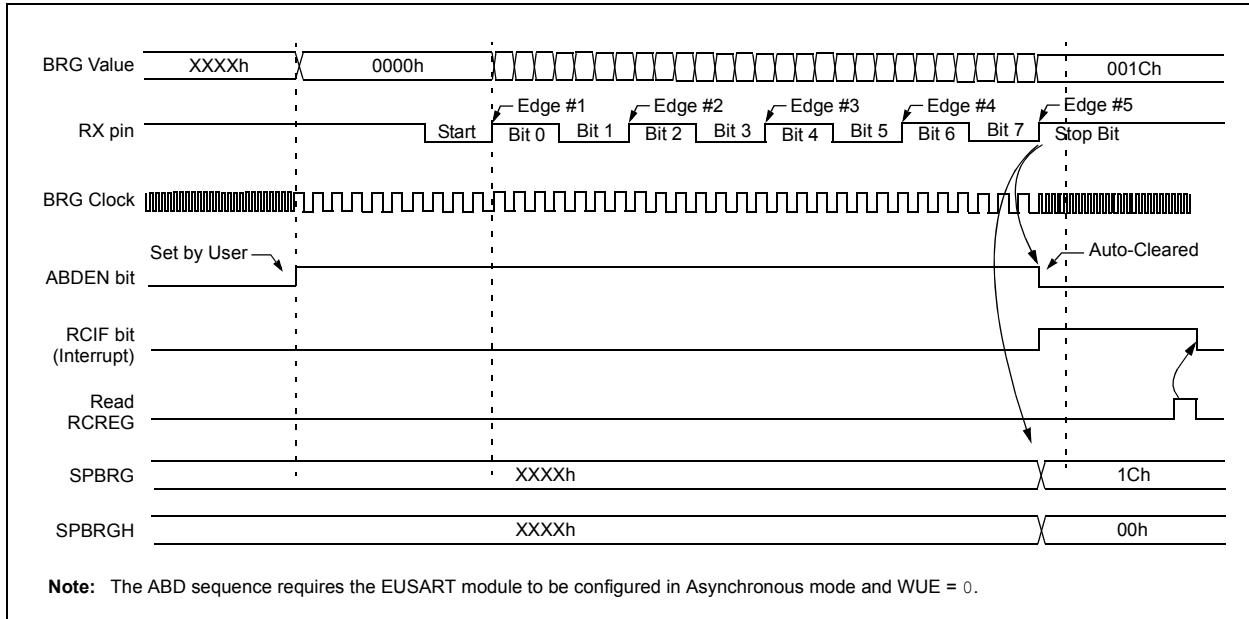 BRG Value XXXXh 0000h 001Ch
Edge #1 Edge #2 Edge #3 Edge #4 Edge #5
RX pin Start Bit 0 Bit 1 Bit 2 Bit 3 Bit 4 Bit 5 Bit 6 Bit 7 Stop Bit
BRG Clock
Set by User Auto-Cleared
ABDEN bit
RCIF bit
(Interrupt)
Read
RCREG
SPBRG XXXXh 1Ch
SPBRGH XXXXh 00h
Note: The ABD sequence requires the EUSART module to be configured in Asynchronous mode and WUE = 0.